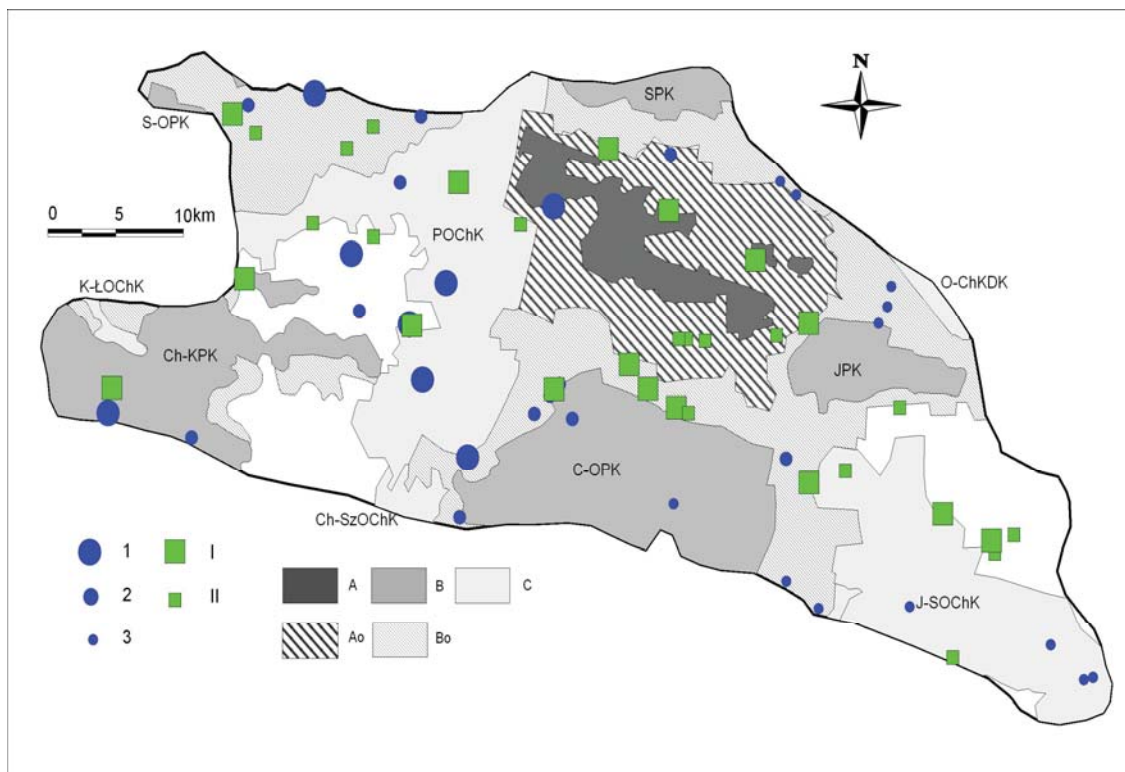 N
SPK
S-OPK
0 5 10km
POChK
K-ŁOChK
O-ChKDK
Ch-KPK
JPK
C-OPK
Ch-SzOChK
1 I
2 II
3
A B C
Ao Bo
J-SOChK